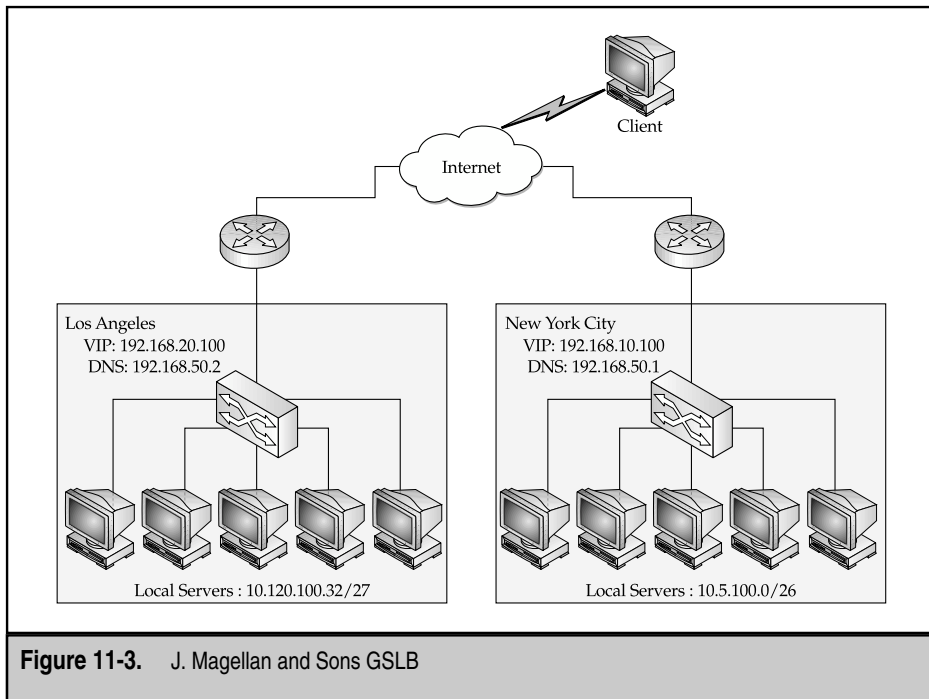 Client
Internet
Los Angeles
VIP: 192.168.20.100
DNS: 192.168.50.2
New York City
VIP: 192.168.10.100
DNS: 192.168.50.1
Local Servers : 10.120.100.32/27
Local Servers : 10.5.100.0/26
Figure 11-3. J. Magellan and Sons GSLB